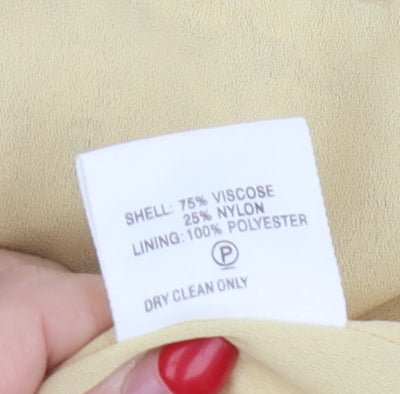 SHELL: 75% VISCOSE
25% NYLON
LINING: 100% POLYESTER
P
DRY CLEAN ONLY